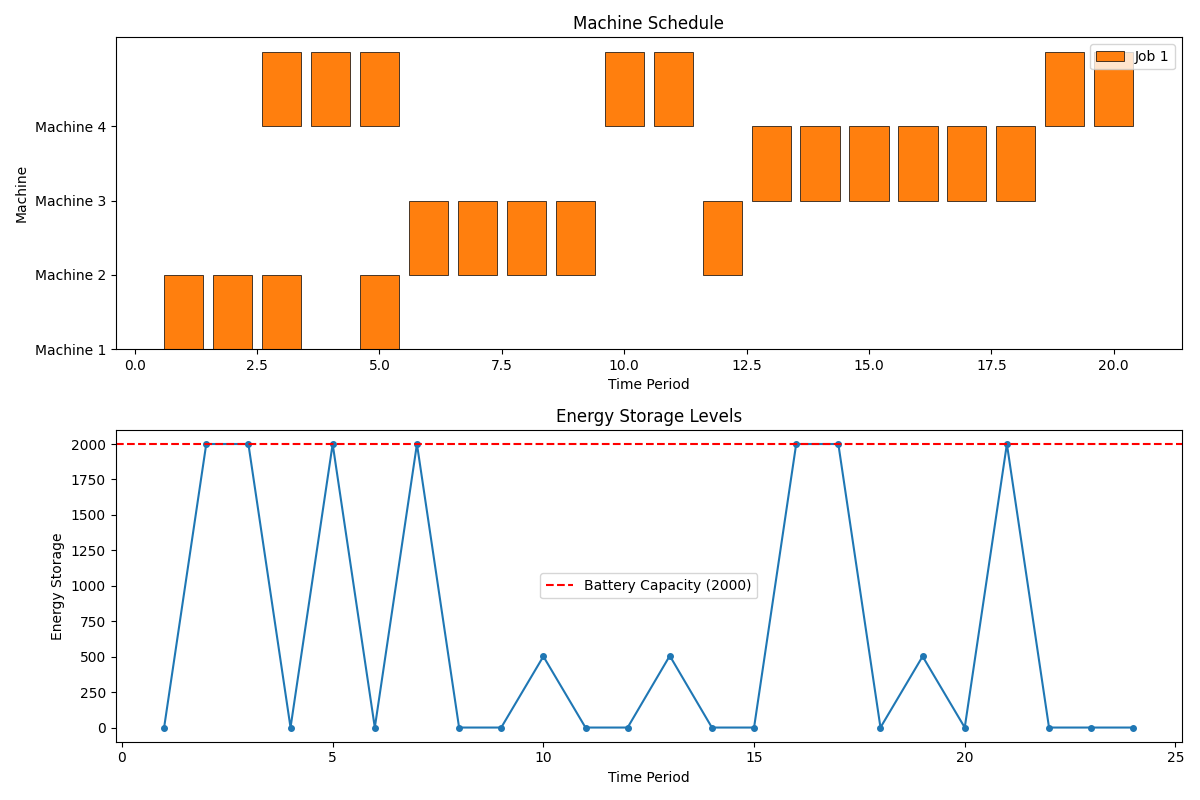 Machine Schedule
Job 1
Machine
Machine 4
Machine 3
Machine 2
Machine 1
0.0 2.5 5.0 7.5 10.0 12.5 15.0 17.5 20.0
Time Period
Energy Storage Levels
Energy Storage
2000
1750
1500
1250
1000
750
500
250
0
Battery Capacity (2000)
0 5 10 15 20 25
Time Period